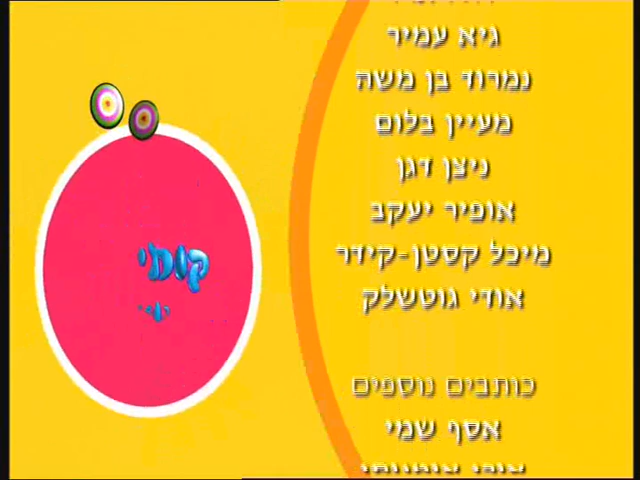 גיא עמיר
נמרוד בן משה
מעיין בלום
ניצן דגן
אופיר יעקב
מיכל קסטן-קידר
אודי גוטשלק
כותבים נוספים
אסף שמי
קופיקו